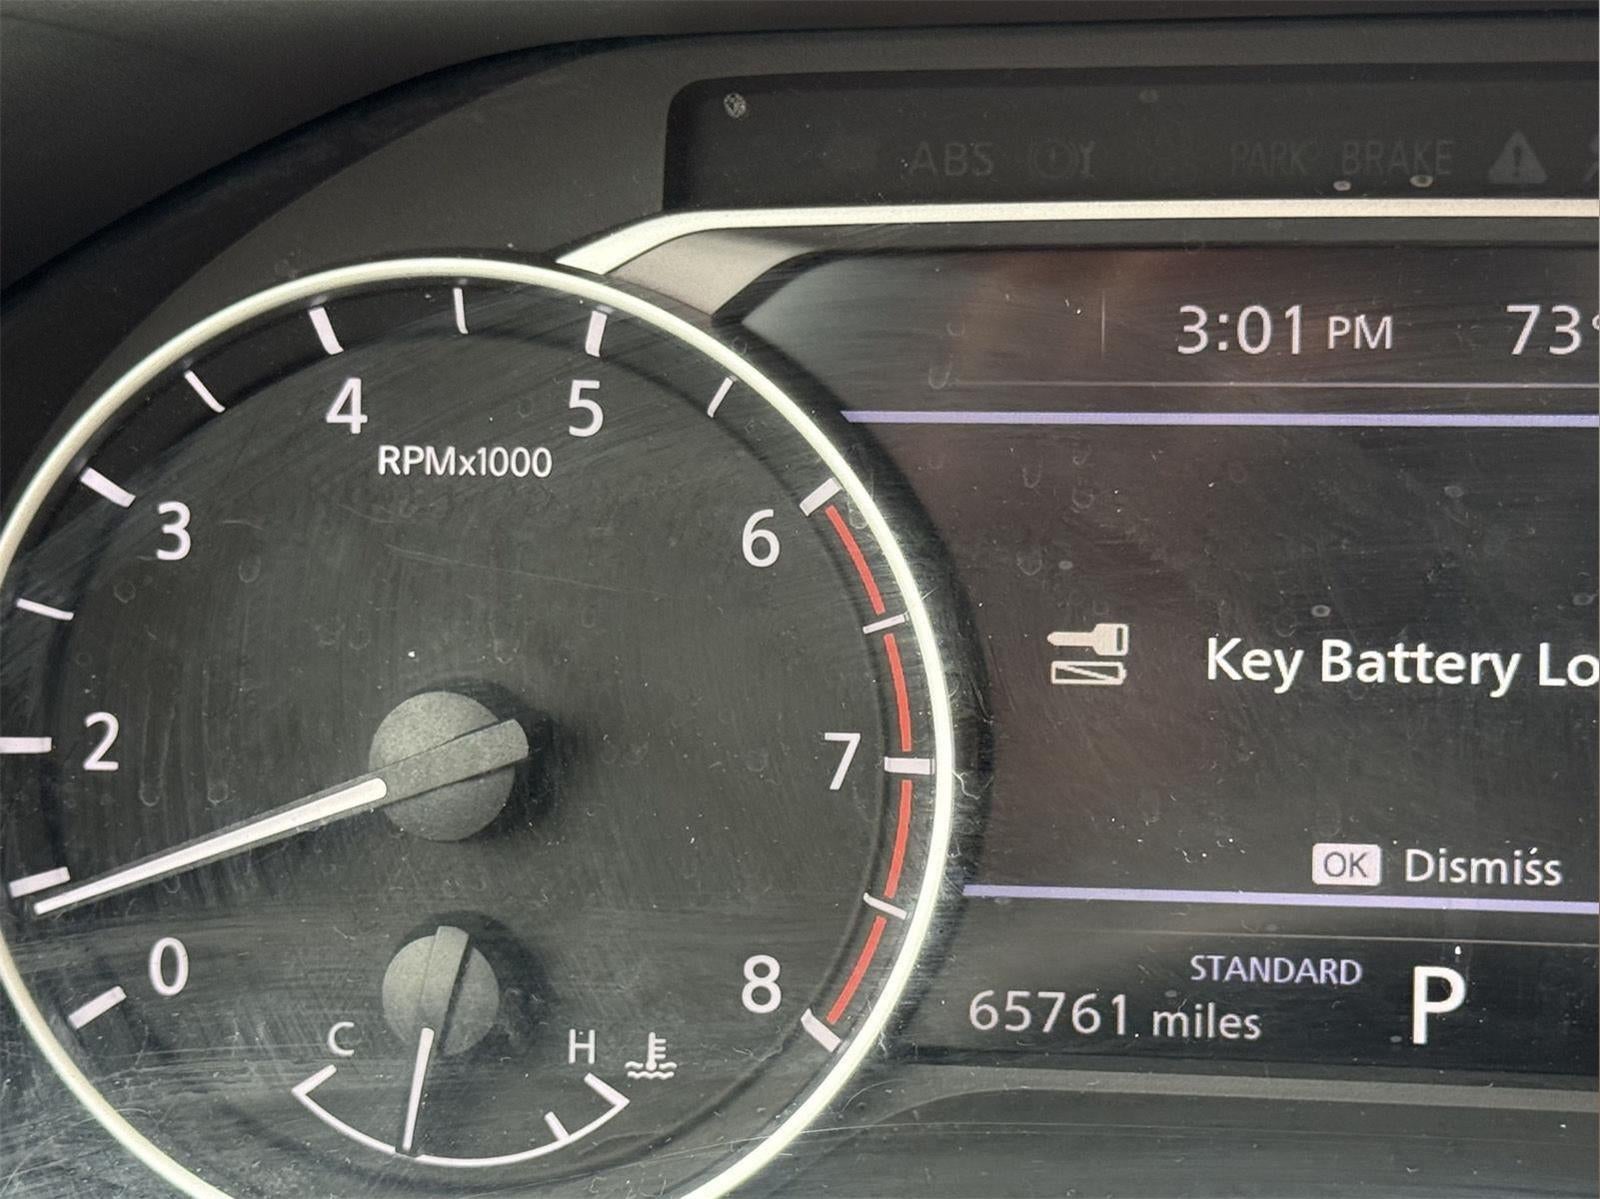 ABS
PARK BRAKE
3:01 PM 73°
4
5
RPMx1000
3
6
Key Battery Lo
2
7
OK Dismiss
0
8
STANDARD
65761 miles
P
C
H